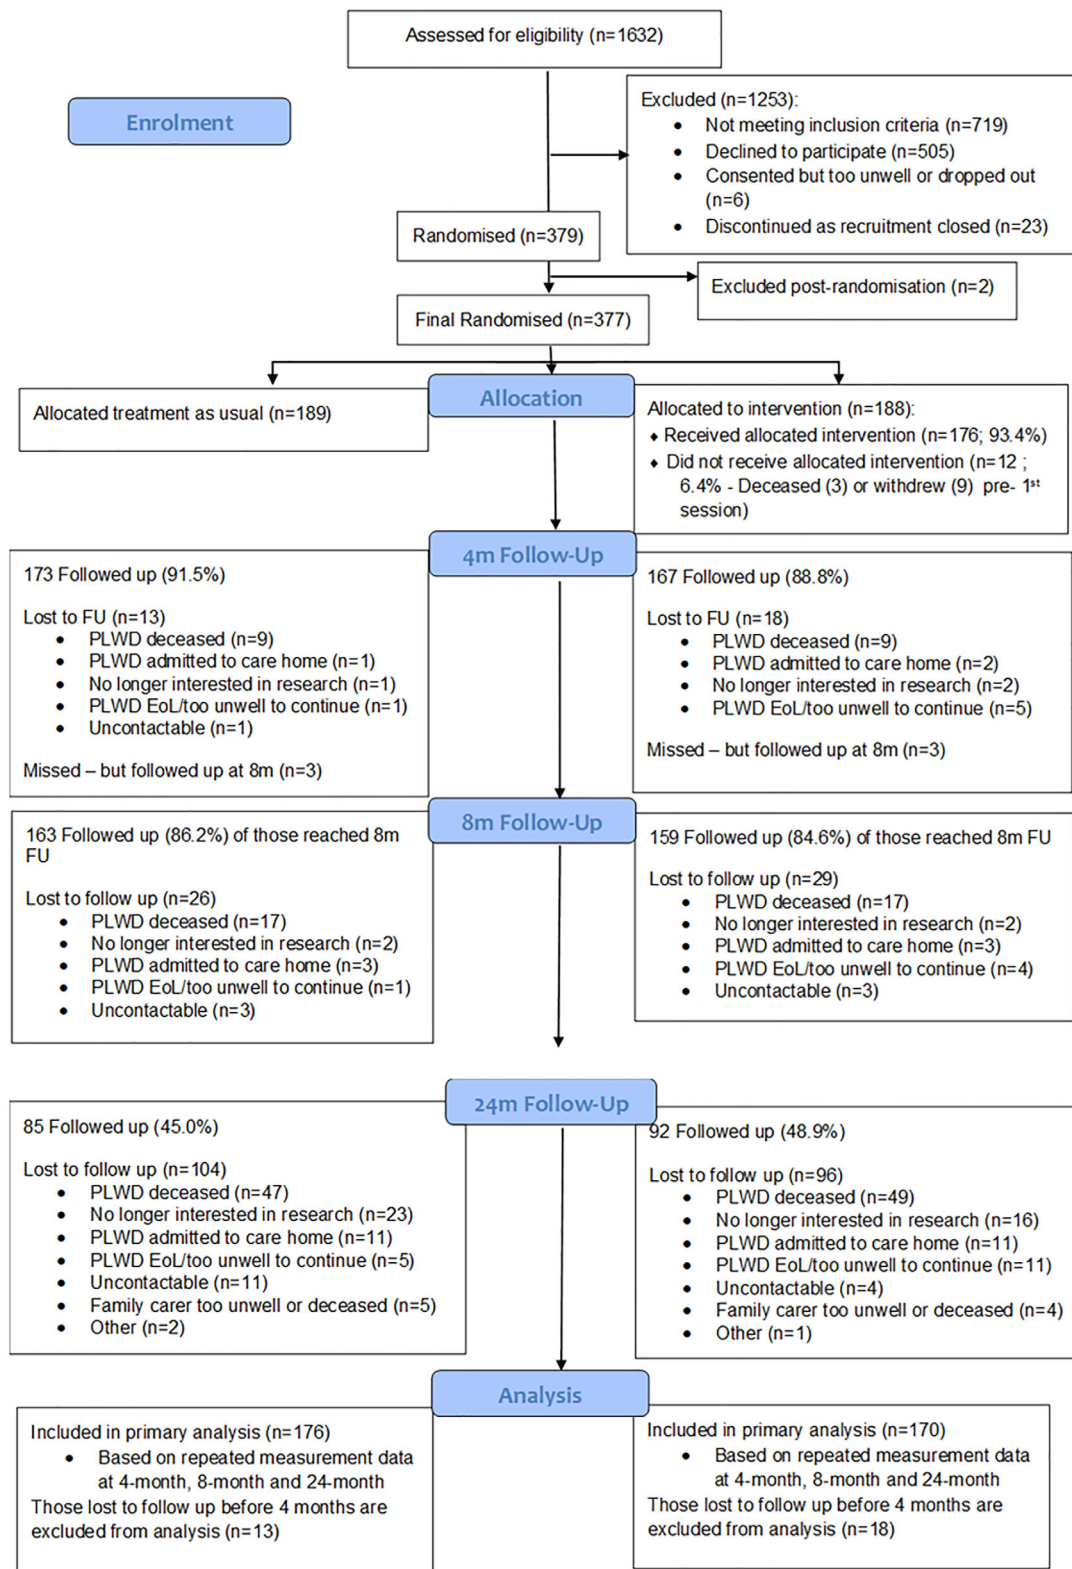 Assessed for eligibility (n=1632)
Enrolment
Excluded (n=1253):
• Not meeting inclusion criteria (n=719)
• Declined to participate (n=505)
• Consented but too unwell or dropped out
(n=6)
• Discontinued as recruitment closed (n=23)
Randomised (n=379)
Excluded post-randomisation (n=2)
Final Randomised (n=377)
Allocation
Allocated treatment as usual (n=189)
Allocated to intervention (n=188):
♦ Received allocated intervention (n=176; 93.4%)
♦ Did not receive allocated intervention (n=12 ;
6.4% - Deceased (3) or withdrew (9) pre- 1st
session)
4m Follow-Up
173 Followed up (91.5%)
Lost to FU (n=13)
• PLWD deceased (n=9)
• PLWD admitted to care home (n=1)
• No longer interested in research (n=1)
• PLWD EoL/too unwell to continue (n=1)
• Uncontactable (n=1)
Missed – but followed up at 8m (n=3)
167 Followed up (88.8%)
Lost to FU (n=18)
• PLWD deceased (n=9)
• PLWD admitted to care home (n=2)
• No longer interested in research (n=2)
• PLWD EoL/too unwell to continue (n=5)
Missed – but followed up at 8m (n=3)
8m Follow-Up
163 Followed up (86.2%) of those reached 8m
FU
Lost to follow up (n=26)
• PLWD deceased (n=17)
• No longer interested in research (n=2)
• PLWD admitted to care home (n=3)
• PLWD EoL/too unwell to continue (n=1)
• Uncontactable (n=3)
159 Followed up (84.6%) of those reached 8m FU
Lost to follow up (n=29)
• PLWD deceased (n=17)
• No longer interested in research (n=2)
• PLWD admitted to care home (n=3)
• PLWD EoL/too unwell to continue (n=4)
• Uncontactable (n=3)
24m Follow-Up
85 Followed up (45.0%)
Lost to follow up (n=104)
• PLWD deceased (n=47)
• No longer interested in research (n=23)
• PLWD admitted to care home (n=11)
• PLWD EoL/too unwell to continue (n=5)
• Uncontactable (n=11)
• Family carer too unwell or deceased (n=5)
• Other (n=2)
92 Followed up (48.9%)
Lost to follow up (n=96)
• PLWD deceased (n=49)
• No longer interested in research (n=16)
• PLWD admitted to care home (n=11)
• PLWD EoL/too unwell to continue (n=11)
• Uncontactable (n=4)
• Family carer too unwell or deceased (n=4)
• Other (n=1)
Analysis
Included in primary analysis (n=176)
• Based on repeated measurement data
at 4-month, 8-month and 24-month
Those lost to follow up before 4 months are
excluded from analysis (n=13)
Included in primary analysis (n=170)
• Based on repeated measurement data
at 4-month, 8-month and 24-month
Those lost to follow up before 4 months are
excluded from analysis (n=18)